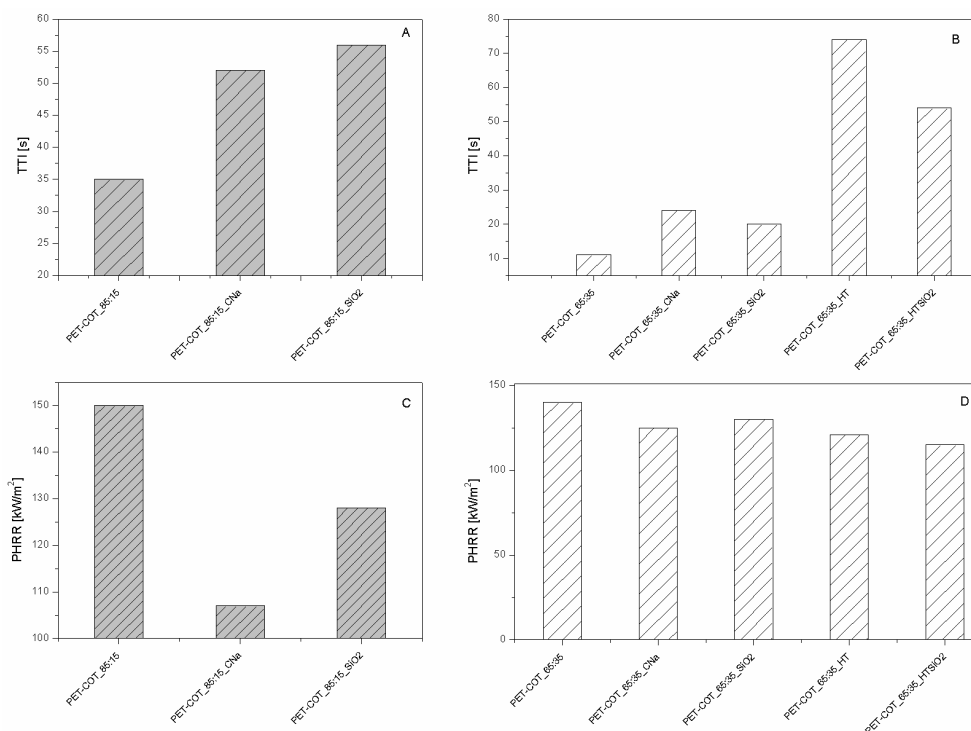 A
TTI [s]
60
55
50
45
40
35
30
25
20
PET-COT_85:15
PET-COT_85:15_CNa
PET-COT_85:15_SiO2
B
TTI [s]
80
70
60
50
40
30
20
10
PET-COT_65:35
PET-COT_65:35_CNa
PET-COT_65:35_SiO2
PET-COT_65:35_HT
PET-COT_65:35_HTSiO2
C
PHRR [kW/m²]
150
140
130
120
110
100
PET-COT_85:15
PET-COT_85:15_CNa
PET-COT_85:15_SiO2
D
PHRR [kW/m²]
150
100
50
0
PET-COT_65:35
PET-COT_65:35_CNa
PET-COT_65:35_SiO2
PET-COT_65:35_HT
PET-COT_65:35_HTSiO2